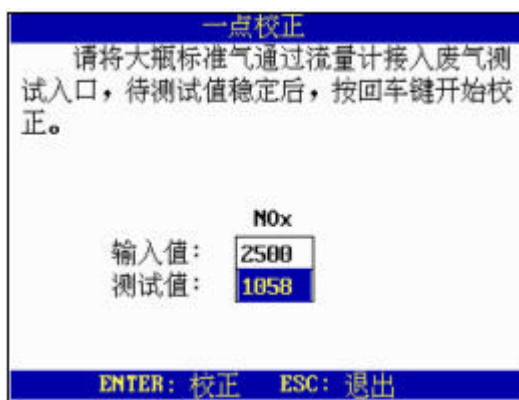 一点校正
请将大瓶标准气通过流量计接入废气测
试入口，待测试值稳定后，按回车键开始校
正。
NOx
输入值： 2500
测试值： 1058
ENTER: 校正 ESC: 退出